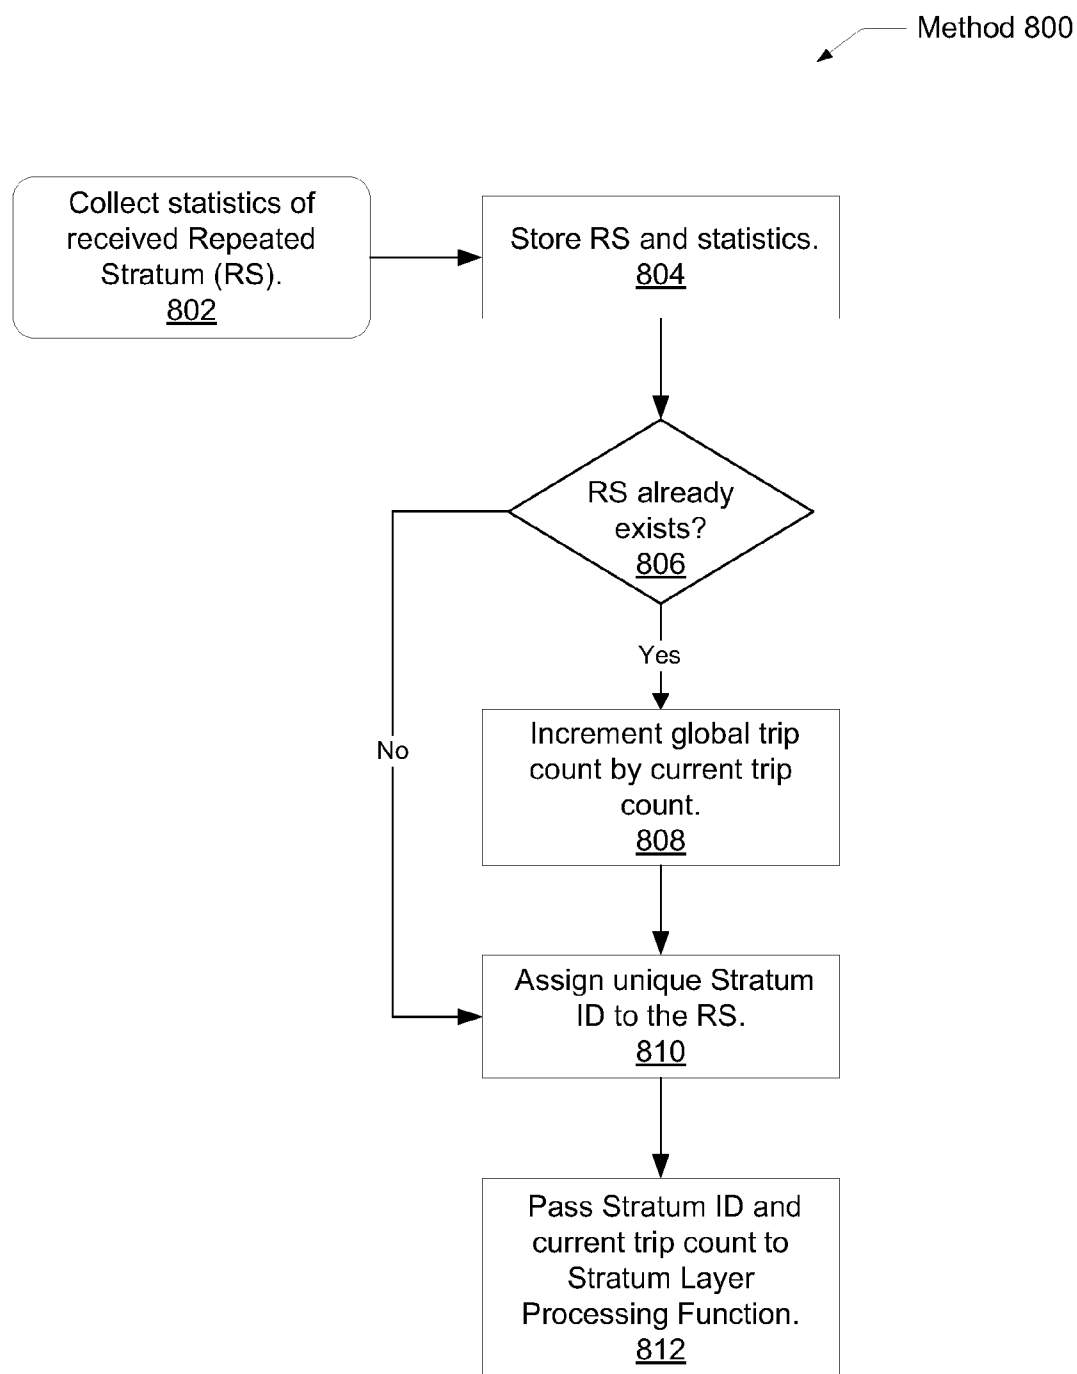 Method 800
Collect statistics of
received Repeated
Stratum (RS).
802
Store RS and statistics.
804
RS already
exists?
806
Yes
No
Increment global trip
count by current trip
count.
808
Assign unique Stratum
ID to the RS.
810
Pass Stratum ID and
current trip count to
Stratum Layer
Processing Function.
812